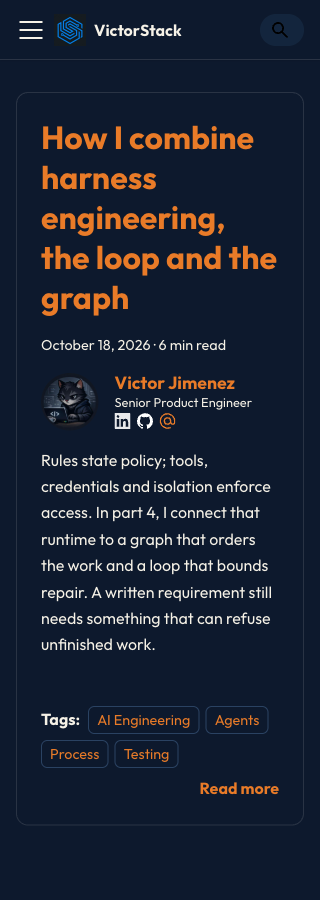 VictorStack
How I combine
harness
engineering,
the loop and the
graph
October 18, 2026 · 6 min read
Victor Jimenez
Senior Product Engineer
Rules state policy; tools,
credentials and isolation enforce
access. In part 4, I connect that
runtime to a graph that orders
the work and a loop that bounds
repair. A written requirement still
needs something that can refuse
unfinished work.
Tags: AI Engineering Agents
Process Testing
Read more